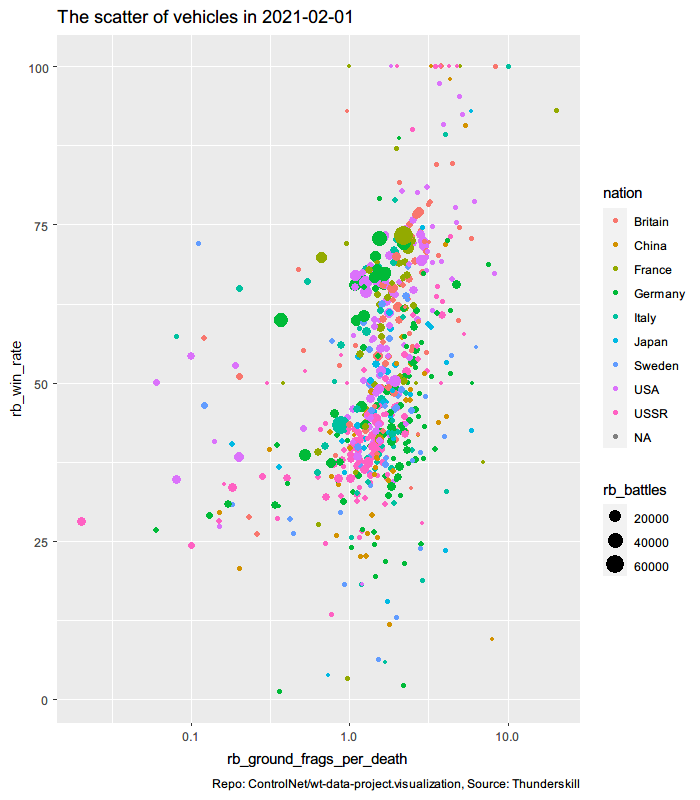 The scatter of vehicles in 2021-02-01
100
75
50
25
0
rb_win_rate
0.1
1.0
10.0
rb_ground_frags_per_death
nation
Britain
China
France
Germany
Italy
Japan
Sweden
USA
USSR
NA
rb_battles
20000
40000
60000
Repo: ControlNet/wt-data-project.visualization, Source: Thunderskill